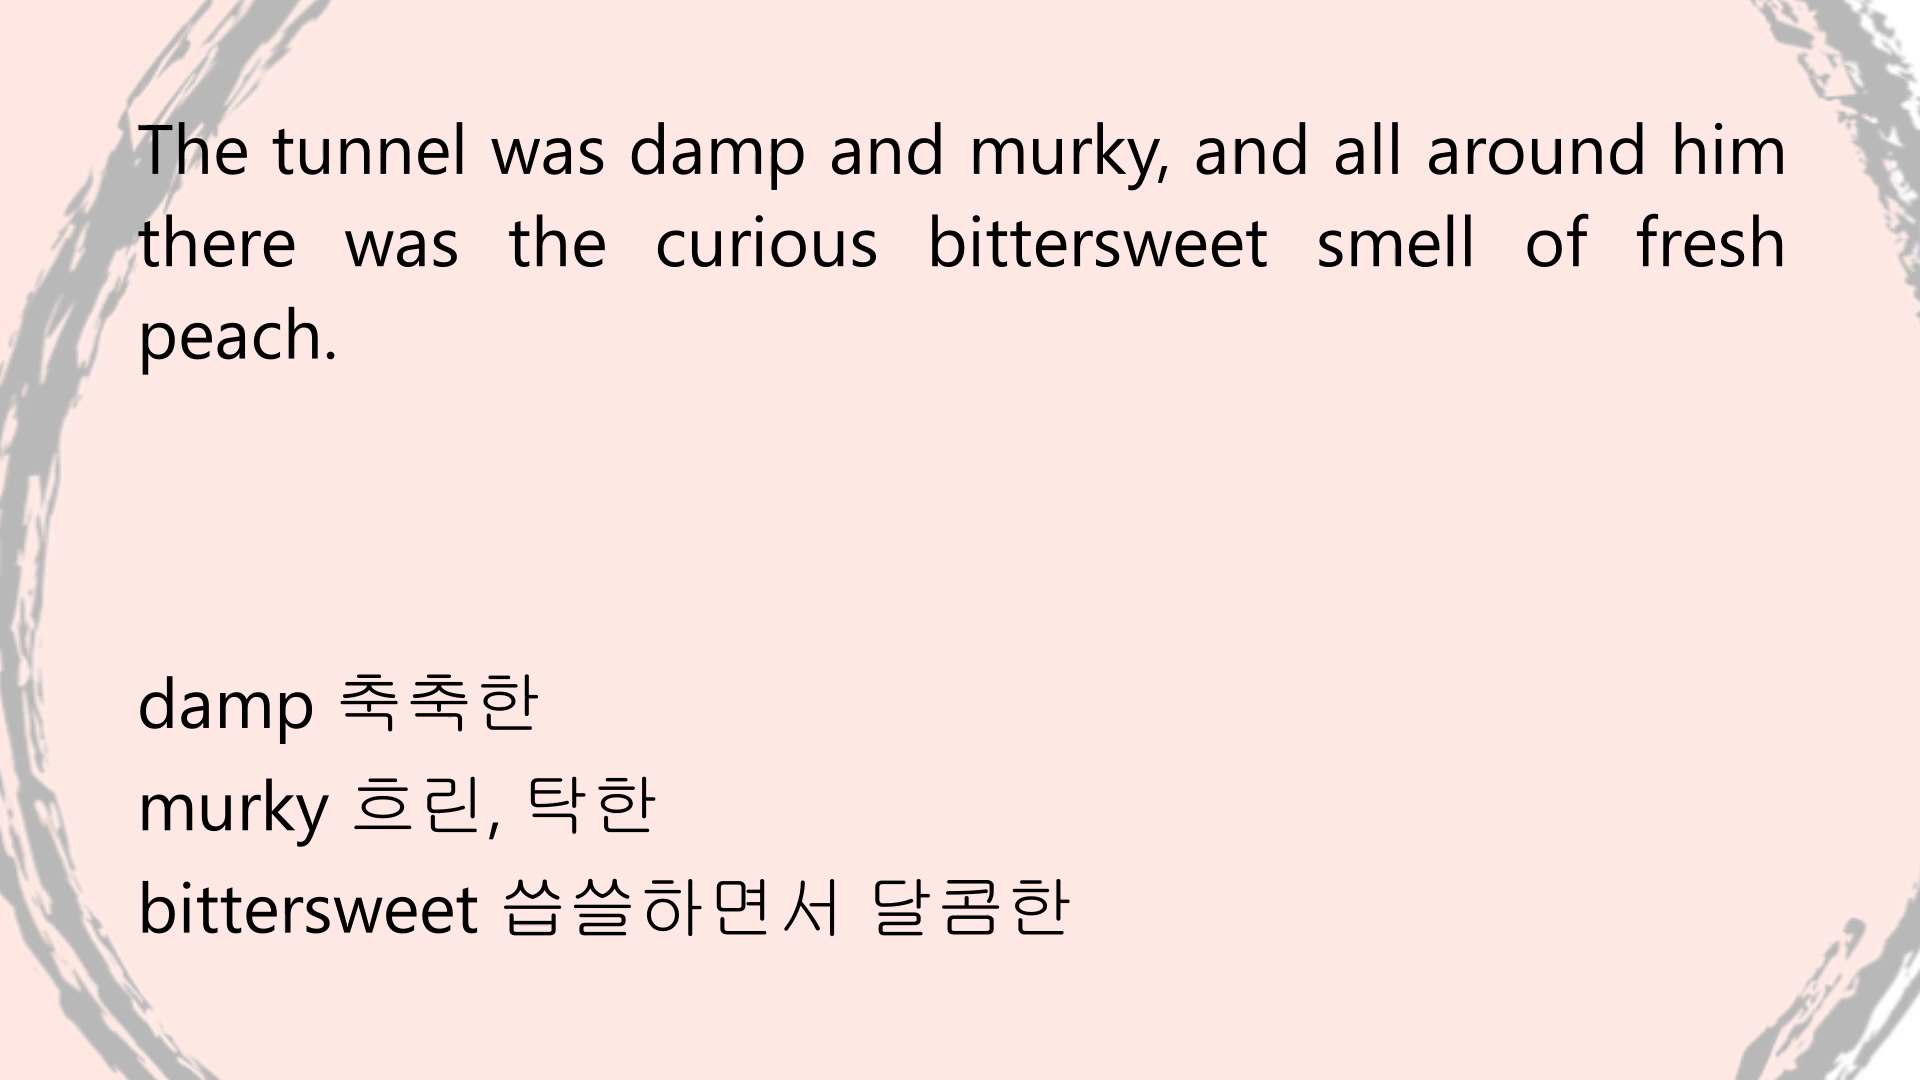 The tunnel was damp and murky, and all around him
there was the curious bittersweet smell of fresh
peach.
damp 축축한
murky 흐린, 탁한
bittersweet 씁쓸하면서 달콤한